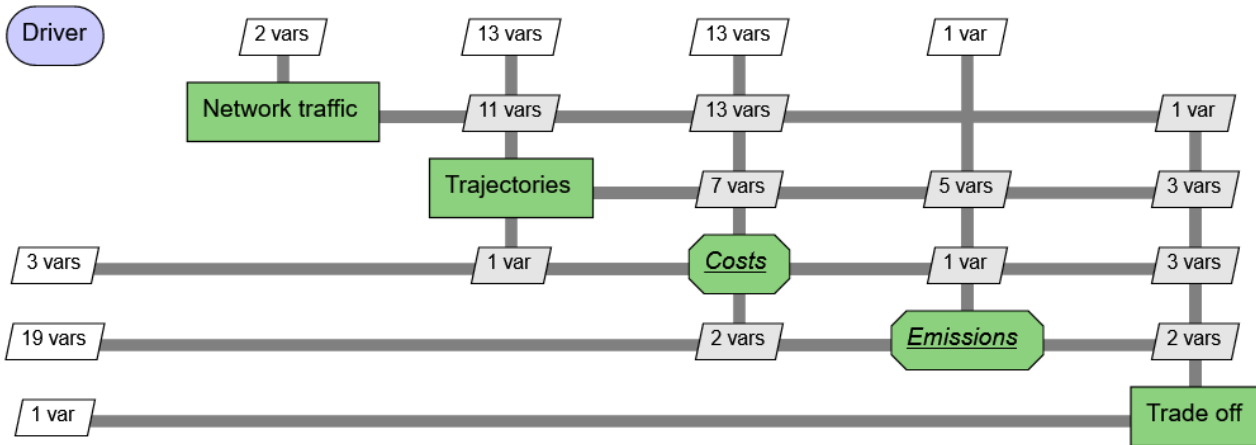 Driver
2 vars
13 vars
13 vars
1 var
Network traffic
11 vars
13 vars
1 var
Trajectories
7 vars
5 vars
3 vars
3 vars
1 var
Costs
1 var
3 vars
19 vars
2 vars
Emissions
2 vars
1 var
Trade off